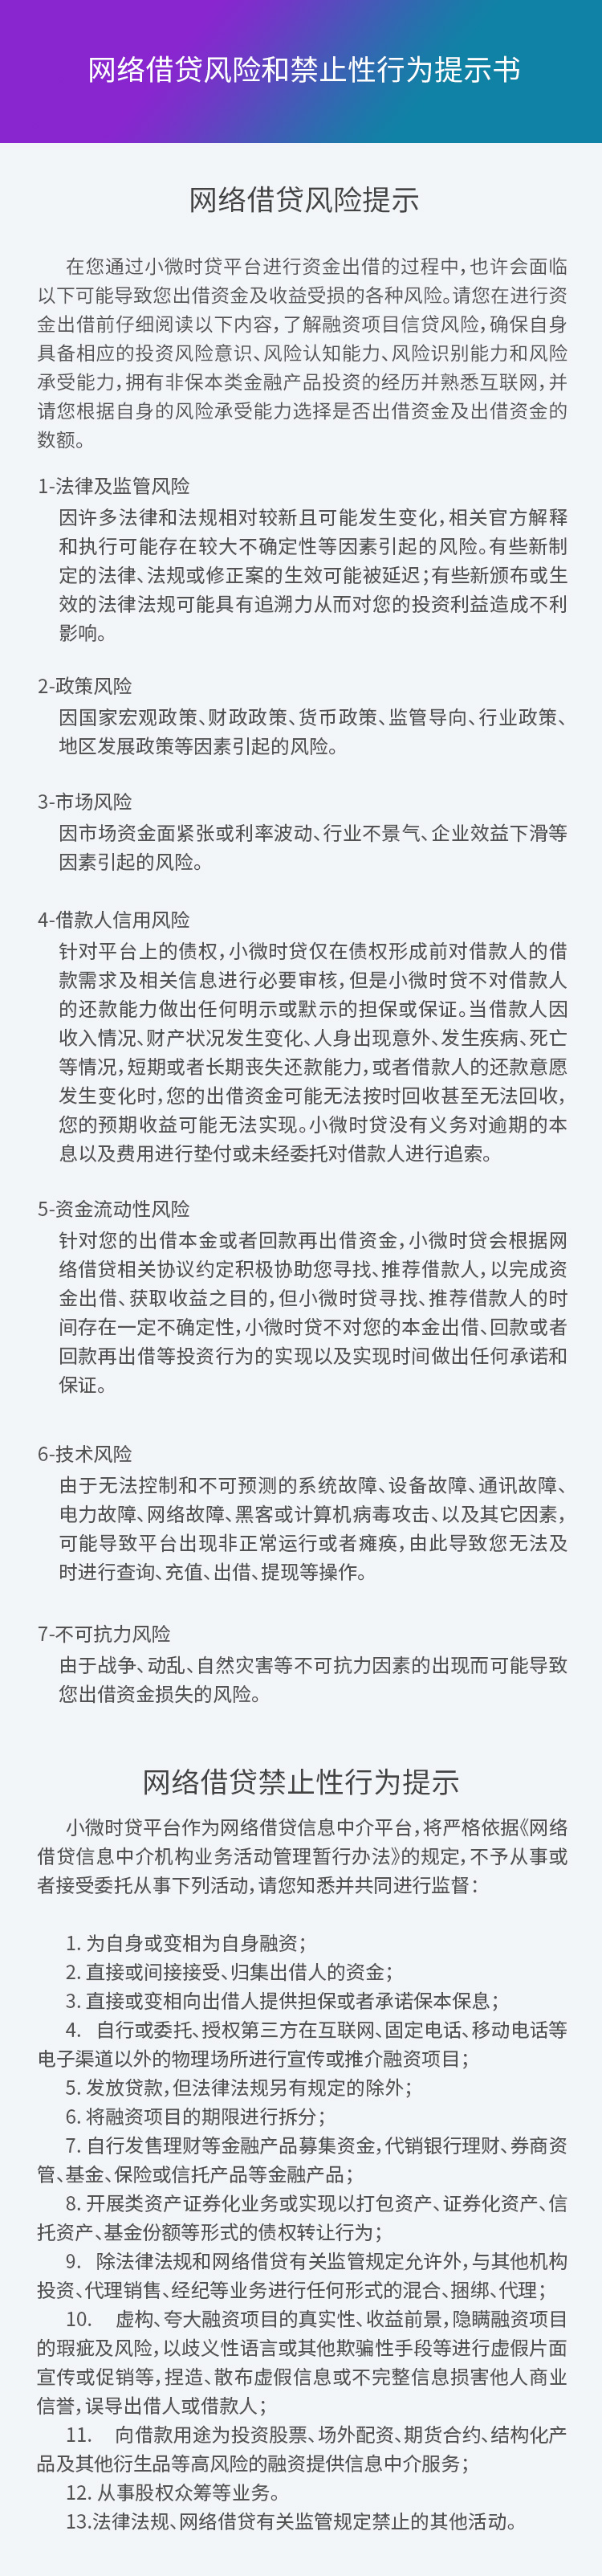 网络借贷风险和禁止性行为提示书
网络借贷风险提示
在您通过小微时贷平台进行资金出借的过程中，也许会面临
以下可能导致您出借资金及收益受损的各种风险。请您在进行资
金出借前仔细阅读以下内容，了解融资项目信贷风险，确保自身
具备相应的投资风险意识、风险认知能力、风险识别能力和风险
承受能力，拥有非保本类金融产品投资的经历并熟悉互联网，并
请您根据自身的风险承受能力选择是否出借资金及出借资金的
数额。
1-法律及监管风险
因许多法律和法规相对较新且可能发生变化，相关官方解释
和执行可能存在较大不确定性等因素引起的风险。有些新制
定的法律、法规或修正案的生效可能被延迟；有些新颁布或生
效的法律法规可能具有追溯力从而对您的投资利益造成不利
影响。
2-政策风险
因国家宏观政策、财政政策、货币政策、监管导向、行业政策、
地区发展政策等因素引起的风险。
3-市场风险
因市场资金面紧张或利率波动、行业不景气、企业效益下滑等
因素引起的风险。
4-借款人信用风险
针对平台上的债权，小微时贷仅在债权形成前对借款人的借
款需求及相关信息进行必要审核，但是小微时贷不对借款人
的还款能力做出任何明示或默示的担保或保证。当借款人因
收入情况、财产状况发生变化、人身出现意外、发生疾病、死亡
等情况，短期或者长期丧失还款能力，或者借款人的还款意愿
发生变化时，您的出借资金可能无法按时回收甚至无法回收，
您的预期收益可能无法实现。小微时贷没有义务对逾期的本
息以及费用进行垫付或未经委托对借款人进行追索。
5-资金流动性风险
针对您的出借本金或者回款再出借资金，小微时贷会根据网
络借贷相关协议约定积极协助您寻找、推荐借款人，以完成资
金出借、获取收益之目的，但小微时贷寻找、推荐借款人的时
间存在一定不确定性，小微时贷不对您的本金出借、回款或者
回款再出借等投资行为的实现以及实现时间做出任何承诺和
保证。
6-技术风险
由于无法控制和不可预测的系统故障、设备故障、通讯故障、
电力故障、网络故障、黑客或计算机病毒攻击、以及其它因素，
可能导致平台出现非正常运行或者瘫痪，由此导致您无法及
时进行查询、充值、出借、提现等操作。
7-不可抗力风险
由于战争、动乱、自然灾害等不可抗力因素的出现而可能导致
您出借资金损失的风险。
网络借贷禁止性行为提示
小微时贷平台作为网络借贷信息中介平台，将严格依据《网络
借贷信息中介机构业务活动管理暂行办法》的规定，不予从事或
者接受委托从事下列活动，请您知悉并共同进行监督：
1. 为自身或变相为自身融资；
2. 直接或间接接受、归集出借人的资金；
3. 直接或变相向出借人提供担保或者承诺保本保息；
4. 自行或委托、授权第三方在互联网、固定电话、移动电话等
电子渠道以外的物理场所进行宣传或推介融资项目；
5. 发放贷款，但法律法规另有规定的除外；
6. 将融资项目的期限进行拆分；
7. 自行发售理财等金融产品募集资金，代销银行理财、券商资
管、基金、保险或信托产品等金融产品；
8. 开展类资产证券化业务或实现以打包资产、证券化资产、信
托资产、基金份额等形式的债权转让行为；
9. 除法律法规和网络借贷有关监管规定允许外，与其他机构
投资、代理销售、经纪等业务进行任何形式的混合、捆绑、代理；
10. 虚构、夸大融资项目的真实性、收益前景，隐瞒融资项目
的瑕疵及风险，以歧义性语言或其他欺骗性手段等进行虚假片面
宣传或促销等，捏造、散布虚假信息或不完整信息损害他人商业
信誉，误导出借人或借款人；
11. 向借款用途为投资股票、场外配资、期货合约、结构化产
品及其他衍生品等高风险的融资提供信息中介服务；
12. 从事股权众筹等业务。
13.法律法规、网络借贷有关监管规定禁止的其他活动。